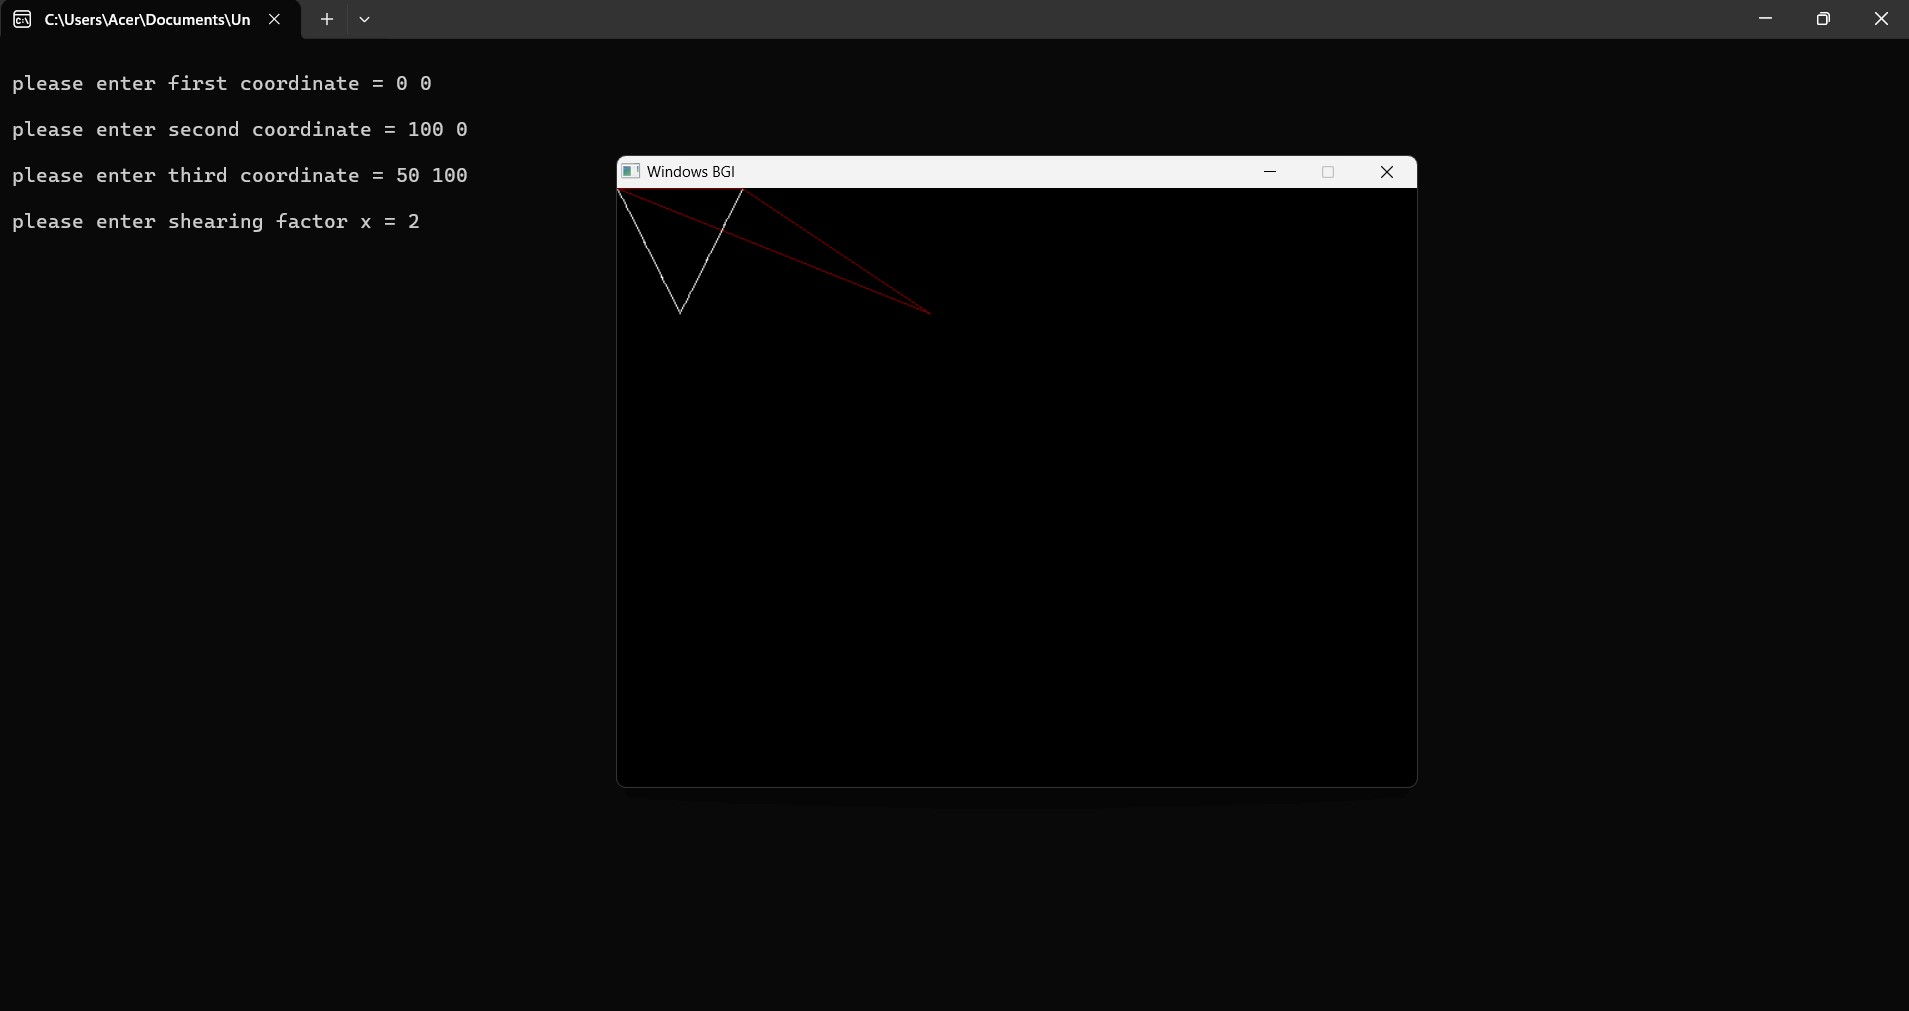 C:\Users\Acer\Documents\Un
please enter first coordinate = 0 0
please enter second coordinate = 100 0
please enter third coordinate = 50 100
please enter shearing factor x = 2
Windows BGI